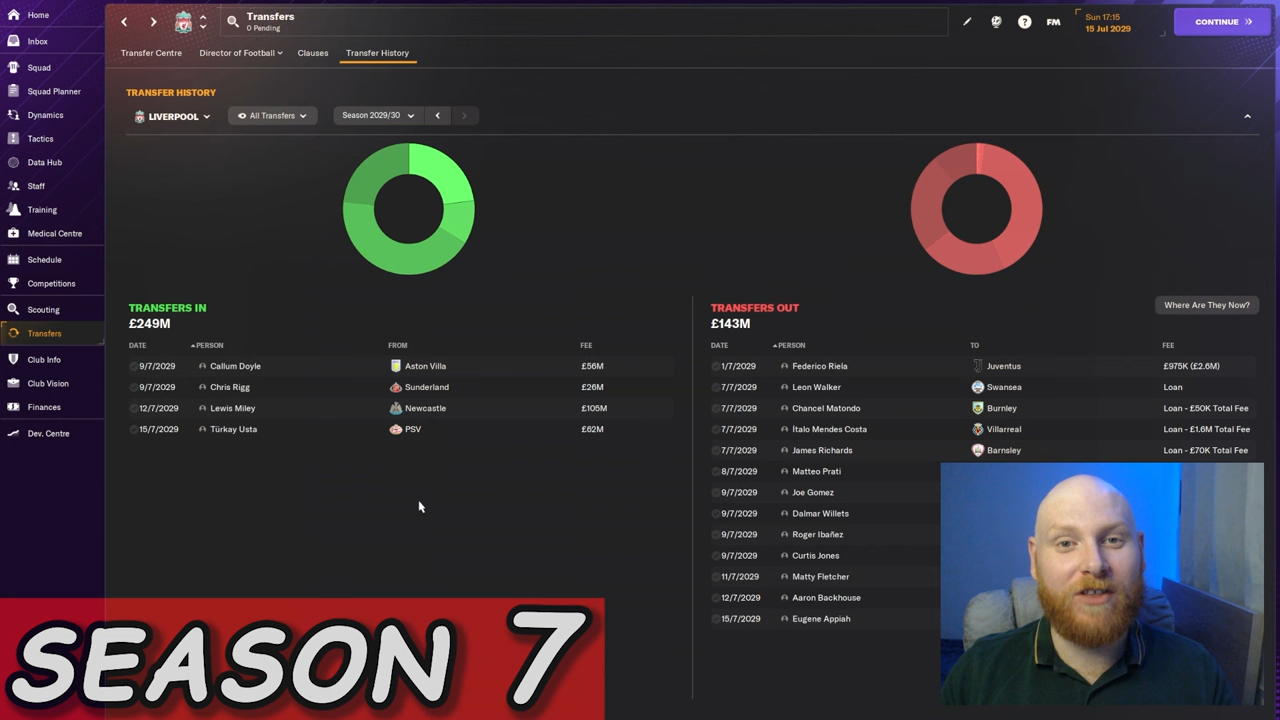 Home
Transfers
0 Pending
FM
Sun 17:15
15 Jul 2029
CONTINUE
Inbox
Squad
Squad Planner
Dynamics
Tactics
Data Hub
Staff
Training
Medical Centre
Schedule
Competitions
Scouting
Transfers
Club Info
Club Vision
Finances
Dev. Centre
Transfer Centre
Director of Football
Clauses
Transfer History
TRANSFER HISTORY
LIVERPOOL
All Transfers
Season 2029/30
TRANSFERS IN
£249M
DATE PERSON FROM FEE
9/7/2029 Callum Doyle Aston Villa £56M
9/7/2029 Chris Rigg Sunderland £26M
12/7/2029 Lewis Miley Newcastle £105M
15/7/2029 Türkay Usta PSV £62M
TRANSFERS OUT
£143M
Where Are They Now?
DATE PERSON TO FEE
1/7/2029 Federico Riela Juventus £975K (£2.6M)
7/7/2029 Leon Walker Swansea Loan
7/7/2029 Chancel Matondo Burnley Loan - £50K Total Fee
7/7/2029 Ítalo Mendes Costa Villarreal Loan - £1.6M Total Fee
7/7/2029 James Richards Barnsley Loan - £70K Total Fee
8/7/2029 Matteo Prati
9/7/2029 Joe Gomez
9/7/2029 Dalmar Willets
9/7/2029 Roger Ibañez
9/7/2029 Curtis Jones
11/7/2029 Matty Fletcher
12/7/2029 Aaron Backhouse
15/7/2029 Eugene Appiah
SEASON 7